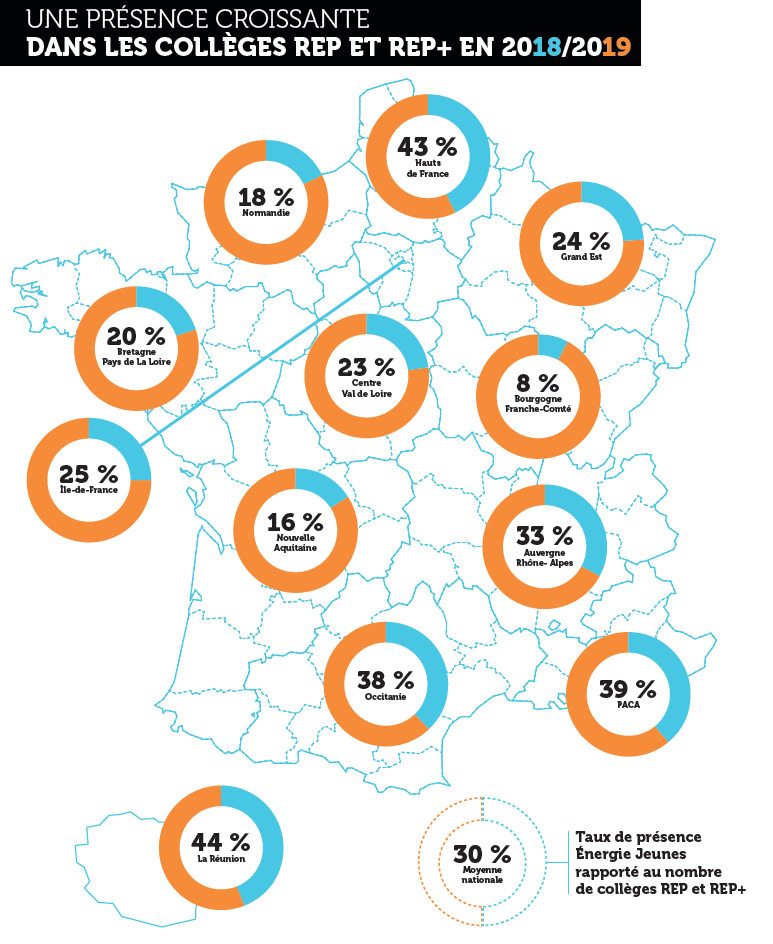 UNE PRÉSENCE CROISSANTE
DANS LES COLLÈGES REP ET REP+ EN 2018/2019
43 %
Hauts
de France
18 %
Normandie
24 %
Grand Est
20 %
Bretagne
Pays de La Loire
23 %
Centre
Val de Loire
8 %
Bourgogne
Franche-Comté
25 %
Île-de-France
16 %
Nouvelle
Aquitaine
33 %
Auvergne
Rhône- Alpes
38 %
Occitanie
39 %
PACA
44 %
La Réunion
30 %
Moyenne
nationale
Taux de présence
Énergie Jeunes
rapporté au nombre
de collèges REP et REP+